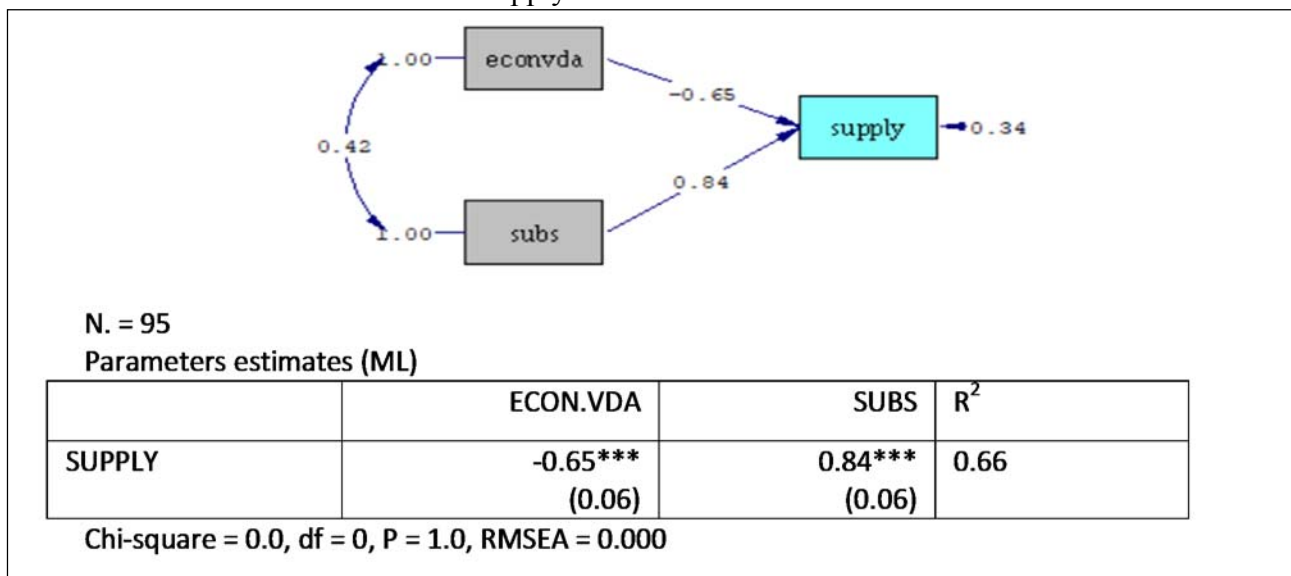 1.00 econvda
-0.65
supply 0.34
0.42
0.84
1.00 subs
N. = 95
Parameters estimates (ML)
ECON.VDA SUBS R²
SUPPLY -0.65*** 0.84*** 0.66
(0.06) (0.06)
Chi-square = 0.0, df = 0, P = 1.0, RMSEA = 0.000